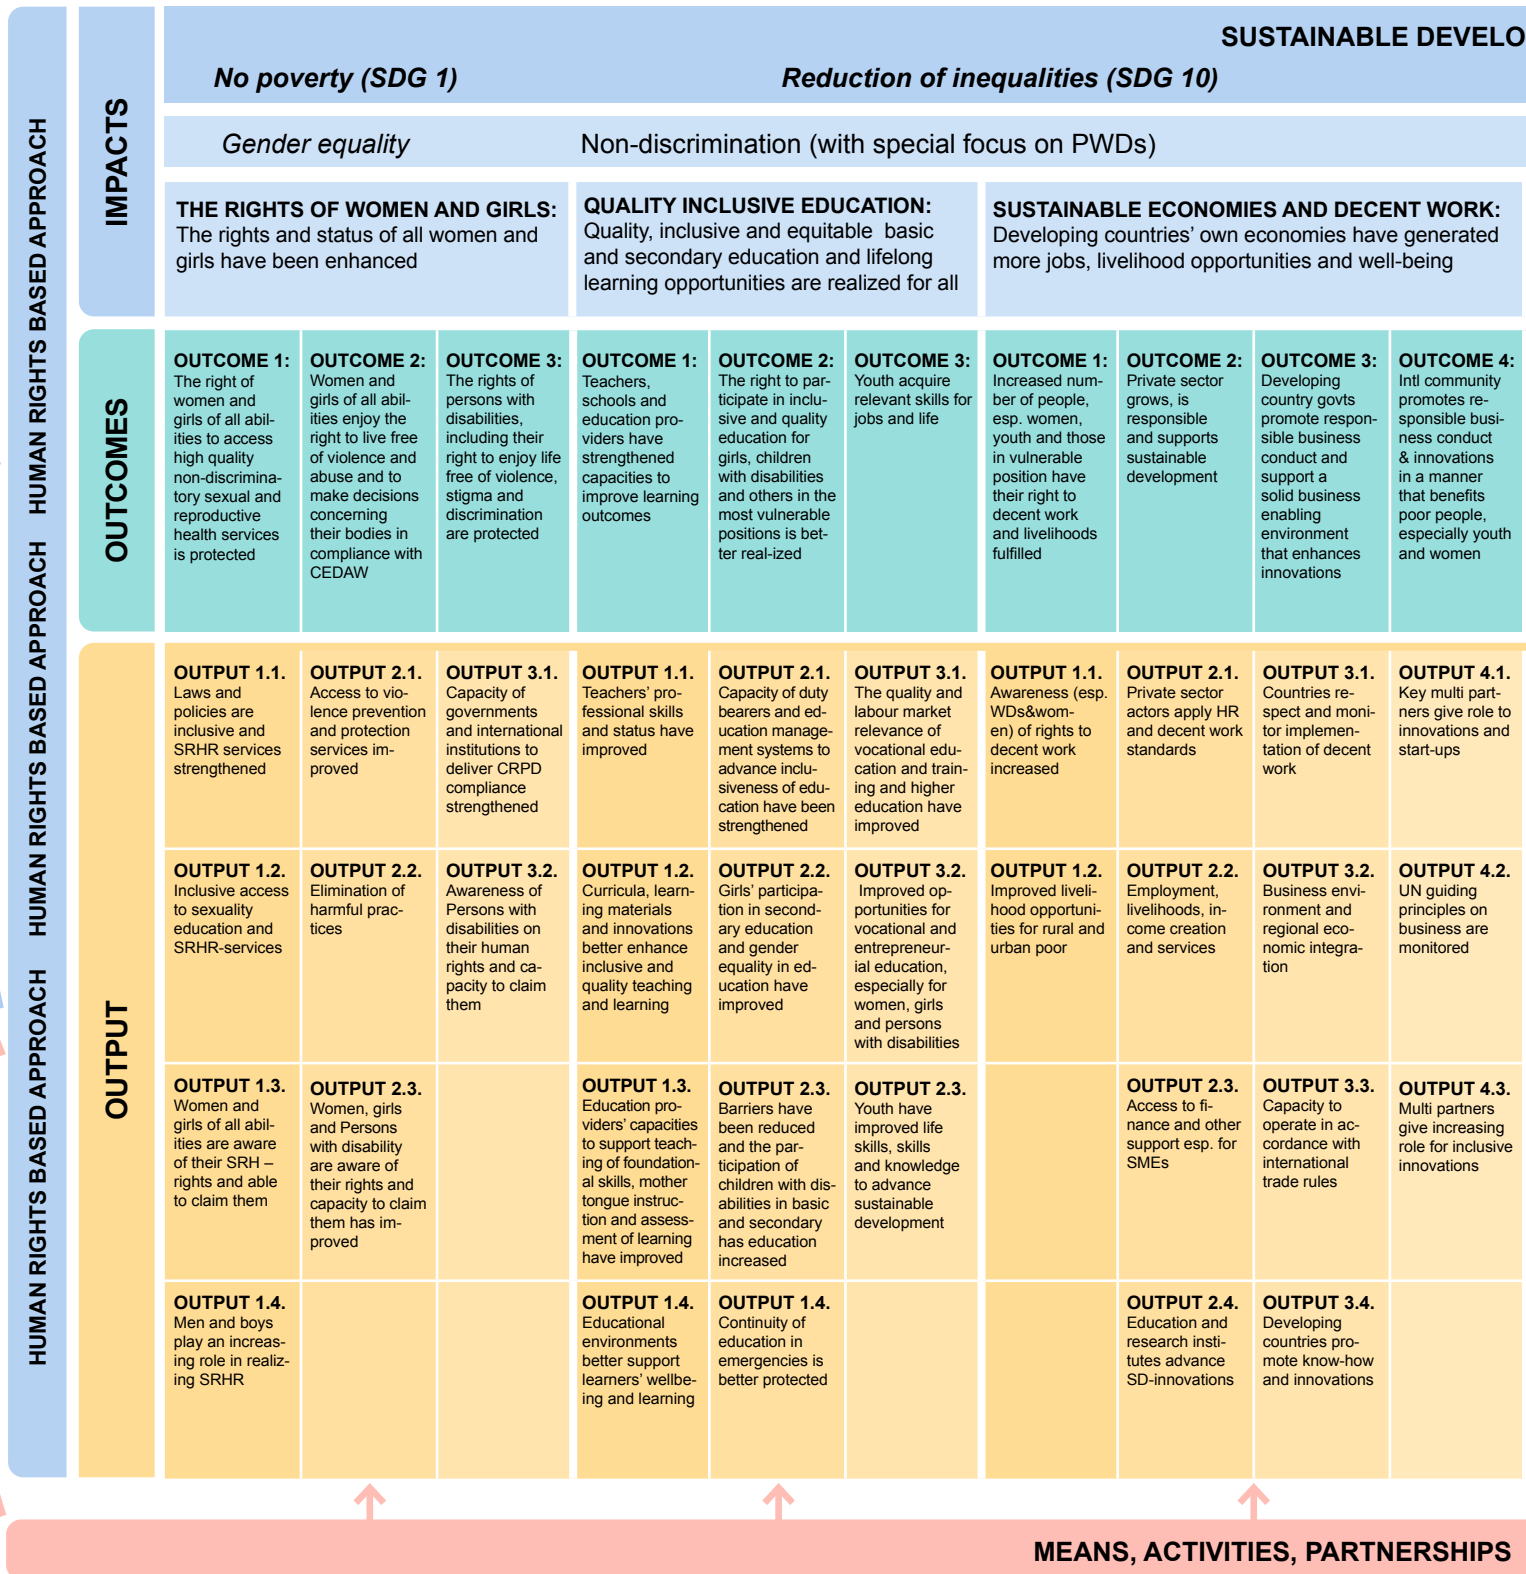 SUSTAINABLE DEVELO
No poverty (SDG 1)
Reduction of inequalities (SDG 10)
Gender equality
Non-discrimination (with special focus on PWDs)
HUMAN RIGHTS BASED APPROACH
HUMAN RIGHTS BASED APPROACH
HUMAN RIGHTS BASED APPROACH
HUMAN RIGHTS BASED APPROACH
IMPACTS
THE RIGHTS OF WOMEN AND GIRLS:
The rights and status of all women and
girls have been enhanced
QUALITY INCLUSIVE EDUCATION:
Quality, inclusive and equitable basic
and secondary education and lifelong
learning opportunities are realized for all
SUSTAINABLE ECONOMIES AND DECENT WORK:
Developing countries’ own economies have generated
more jobs, livelihood opportunities and well-being
OUTCOMES
OUTCOME 1:
The right of
women and
girls of all abil-
ities to access
high quality
non-discrimina-
tory sexual and
reproductive
health services
is protected
OUTCOME 2:
Women and
girls of all abil-
ities enjoy the
right to live free
of violence and
abuse and to
make decisions
concerning
their bodies in
compliance with
CEDAW
OUTCOME 3:
The rights of
persons with
disabilities,
including their
right to enjoy life
free of violence,
stigma and
discrimination
are protected
OUTCOME 1:
Teachers,
schools and
education pro-
viders have
strengthened
capacities to
improve learning
outcomes
OUTCOME 2:
The right to par-
ticipate in inclu-
sive and quality
education for
girls, children
with disabilities
and others in the
most vulnerable
positions is bet-
ter real-ized
OUTCOME 3:
Youth acquire
relevant skills for
jobs and life
OUTCOME 1:
Increased num-
ber of people,
esp. women,
youth and those
in vulnerable
position have
their right to
decent work
and livelihoods
fulfilled
OUTCOME 2:
Private sector
grows, is
responsible
and supports
sustainable
development
OUTCOME 3:
Developing
country govts
promote respon-
sible business
conduct and
support a
solid business
enabling
environment
that enhances
innovations
OUTCOME 4:
Intl community
promotes re-
sponsible busi-
ness conduct
& innovations
in a manner
that benefits
poor people,
especially youth
and women
OUTPUT
OUTPUT 1.1.
Laws and
policies are
inclusive and
SRHR services
strengthened
OUTPUT 2.1.
Access to vio-
lence prevention
and protection
services im-
proved
OUTPUT 3.1.
Capacity of
governments
and international
institutions to
deliver CRPD
compliance
strengthened
OUTPUT 1.1.
Teachers’ pro-
fessional skills
and status have
improved
OUTPUT 2.1.
Capacity of duty
bearers and ed-
ucation manage-
ment systems to
advance inclu-
siveness of edu-
cation have been
strengthened
OUTPUT 3.1.
The quality and
labour market
relevance of
vocational edu-
cation and train-
ing and higher
education have
improved
OUTPUT 1.1.
Awareness (esp.
WDs&wom-
en) of rights to
decent work
increased
OUTPUT 2.1.
Private sector
actors apply HR
and decent work
standards
OUTPUT 3.1.
Countries re-
spect and moni-
tor implemen-
tation of decent
work
OUTPUT 4.1.
Key multi part-
ners give role to
innovations and
start-ups
OUTPUT 1.2.
Inclusive access
to sexuality
education and
SRHR-services
OUTPUT 2.2.
Elimination of
harmful prac-
tices
OUTPUT 3.2.
Awareness of
Persons with
disabilities on
their human
rights and ca-
pacity to claim
them
OUTPUT 1.2.
Curricula, learn-
ing materials
and innovations
better enhance
inclusive and
quality teaching
and learning
OUTPUT 2.2.
Girls’ participa-
tion in second-
ary education
and gender
equality in ed-
ucation have
improved
OUTPUT 3.2.
Improved op-
portunities for
vocational and
entrepreneur-
ial education,
especially for
women, girls
and persons
with disabilities
OUTPUT 1.2.
Improved liveli-
hood opportuni-
ties for rural and
urban poor
OUTPUT 2.2.
Employment,
livelihoods, in-
come creation
and services
OUTPUT 3.2.
Business envi-
ronment and
regional eco-
nomic integra-
tion
OUTPUT 4.2.
UN guiding
principles on
business are
monitored
OUTPUT 1.3.
Women and
girls of all abil-
ities are aware
of their SRH –
rights and able
to claim them
OUTPUT 2.3.
Women, girls
and Persons
with disability
are aware of
their rights and
capacity to claim
them has im-
proved
OUTPUT 1.3.
Education pro-
viders’ capacities
to support teach-
ing of foundation-
al skills, mother
tongue instruc-
tion and assess-
ment of learning
have improved
OUTPUT 2.3.
Barriers have
been reduced
and the par-
ticipation of
children with dis-
abilities in basic
and secondary
has education
increased
OUTPUT 2.3.
Youth have
improved life
skills, skills
and knowledge
to advance
sustainable
development
OUTPUT 2.3.
Access to fi-
nance and other
support esp. for
SMEs
OUTPUT 3.3.
Capacity to
operate in ac-
cordance with
international
trade rules
OUTPUT 4.3.
Multi partners
give increasing
role for inclusive
innovations
OUTPUT 1.4.
Men and boys
play an increas-
ing role in realiz-
ing SRHR
OUTPUT 1.4.
Educational
environments
better support
learners’ wellbe-
ing and learning
OUTPUT 1.4.
Continuity of
education in
emergencies is
better protected
OUTPUT 2.4.
Education and
research insti-
tutes advance
SD-innovations
OUTPUT 3.4.
Developing
countries pro-
mote know-how
and innovations
MEANS, ACTIVITIES, PARTNERSHIPS